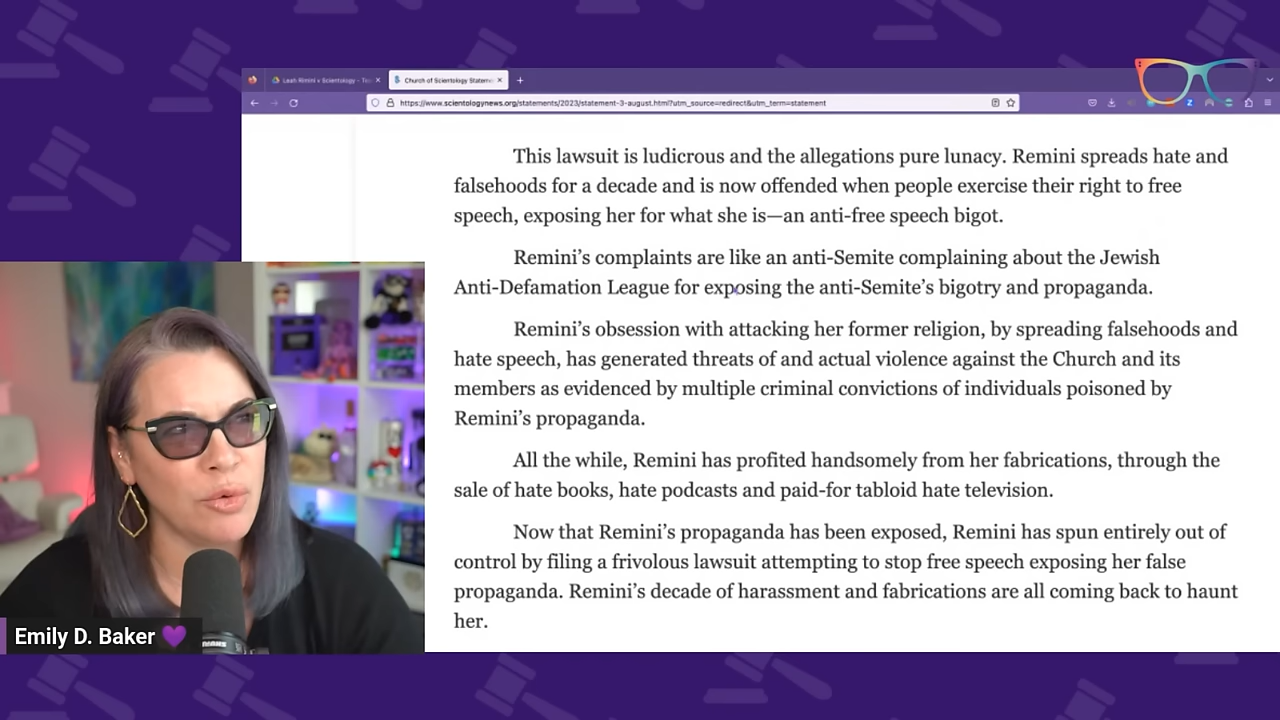 Leah Rimini v Scientology - 
Church of Scientology Stateme
https://www.scientologynews.org/statements/2023/statement-3-august.html?utm_source=redirect&utm_term=statement
This lawsuit is ludicrous and the allegations pure lunacy. Remini spreads hate and
falsehoods for a decade and is now offended when people exercise their right to free
speech, exposing her for what she is—an anti-free speech bigot.
Remini’s complaints are like an anti-Semite complaining about the Jewish
Anti-Defamation League for exposing the anti-Semite’s bigotry and propaganda.
Remini’s obsession with attacking her former religion, by spreading falsehoods and
hate speech, has generated threats of and actual violence against the Church and its
members as evidenced by multiple criminal convictions of individuals poisoned by
Remini’s propaganda.
All the while, Remini has profited handsomely from her fabrications, through the
sale of hate books, hate podcasts and paid-for tabloid hate television.
Now that Remini’s propaganda has been exposed, Remini has spun entirely out of
control by filing a frivolous lawsuit attempting to stop free speech exposing her false
propaganda. Remini’s decade of harassment and fabrications are all coming back to haunt
her.
Emily D. Baker 💜